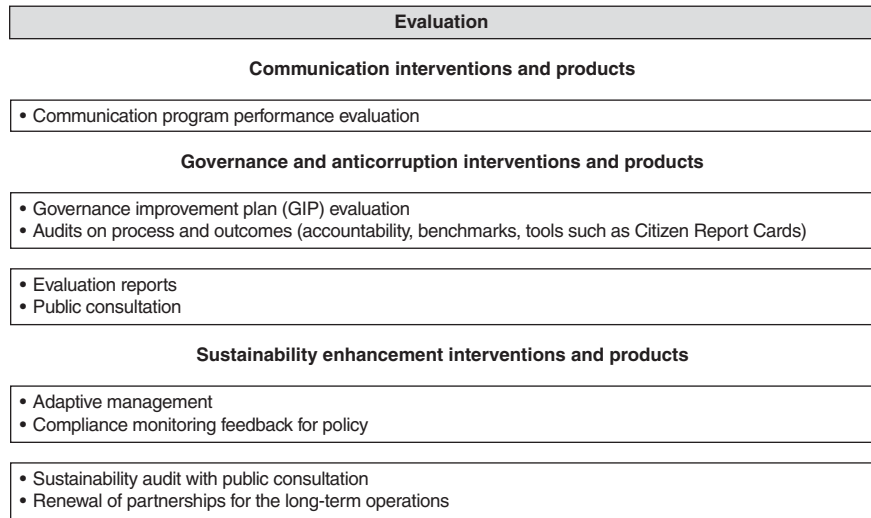 Evaluation
Communication interventions and products
• Communication program performance evaluation
Governance and anticorruption interventions and products
• Governance improvement plan (GIP) evaluation
• Audits on process and outcomes (accountability, benchmarks, tools such as Citizen Report Cards)
• Evaluation reports
• Public consultation
Sustainability enhancement interventions and products
• Adaptive management
• Compliance monitoring feedback for policy
• Sustainability audit with public consultation
• Renewal of partnerships for the long-term operations